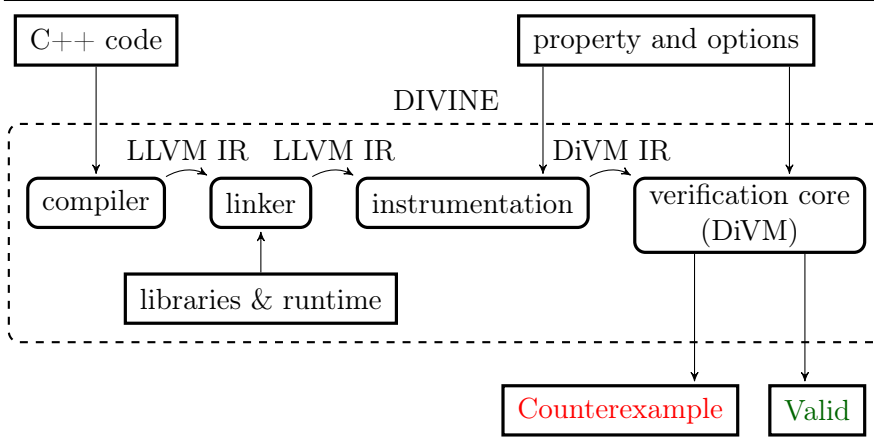 C++ code
property and options
DIVINE
LLVM IR
LLVM IR
DiVM IR
compiler
linker
instrumentation
verification core
(DiVM)
libraries & runtime
Counterexample
Valid